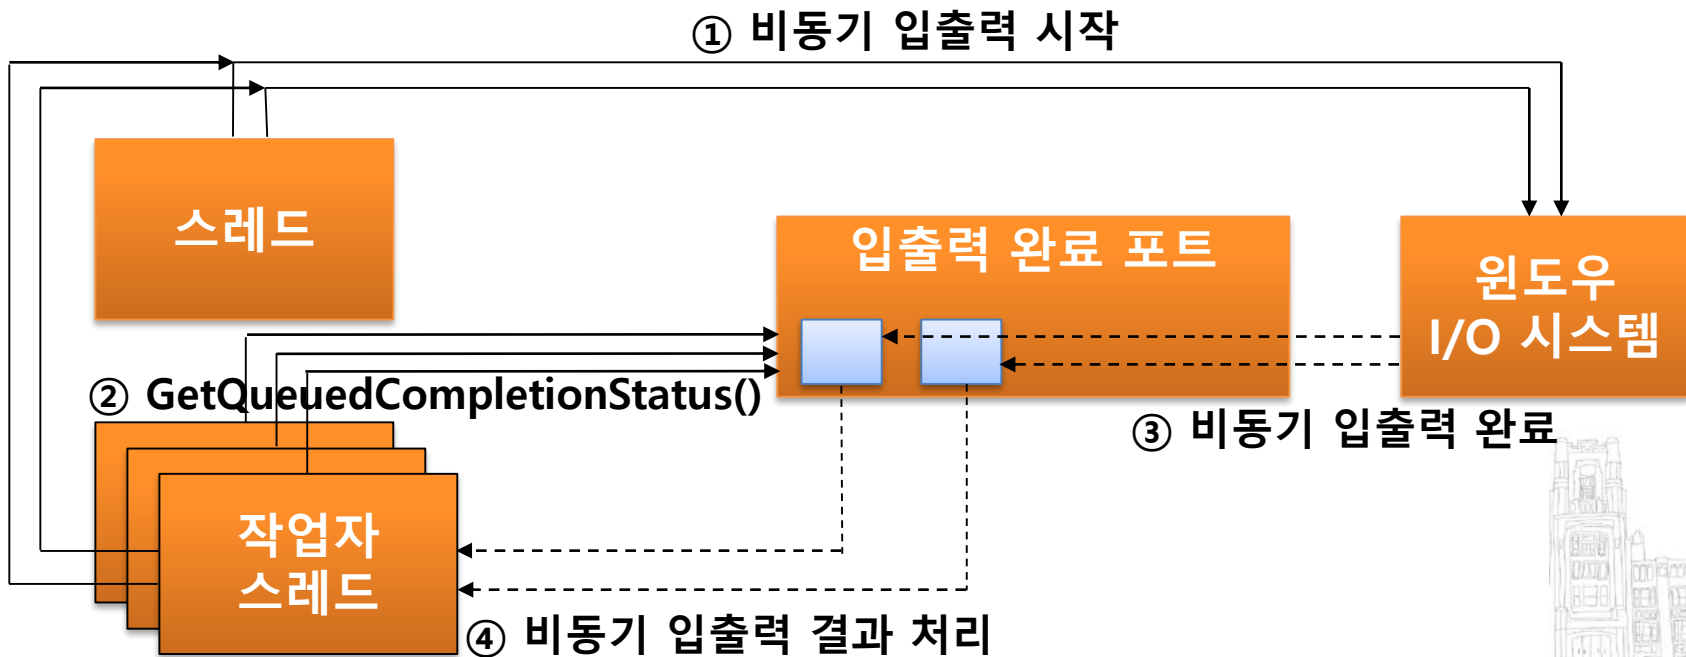 ① 비동기 입출력 시작
스레드
입출력 완료 포트
윈도우
I/O 시스템
② GetQueuedCompletionStatus()
③ 비동기 입출력 완료
작업자
스레드
④ 비동기 입출력 결과 처리